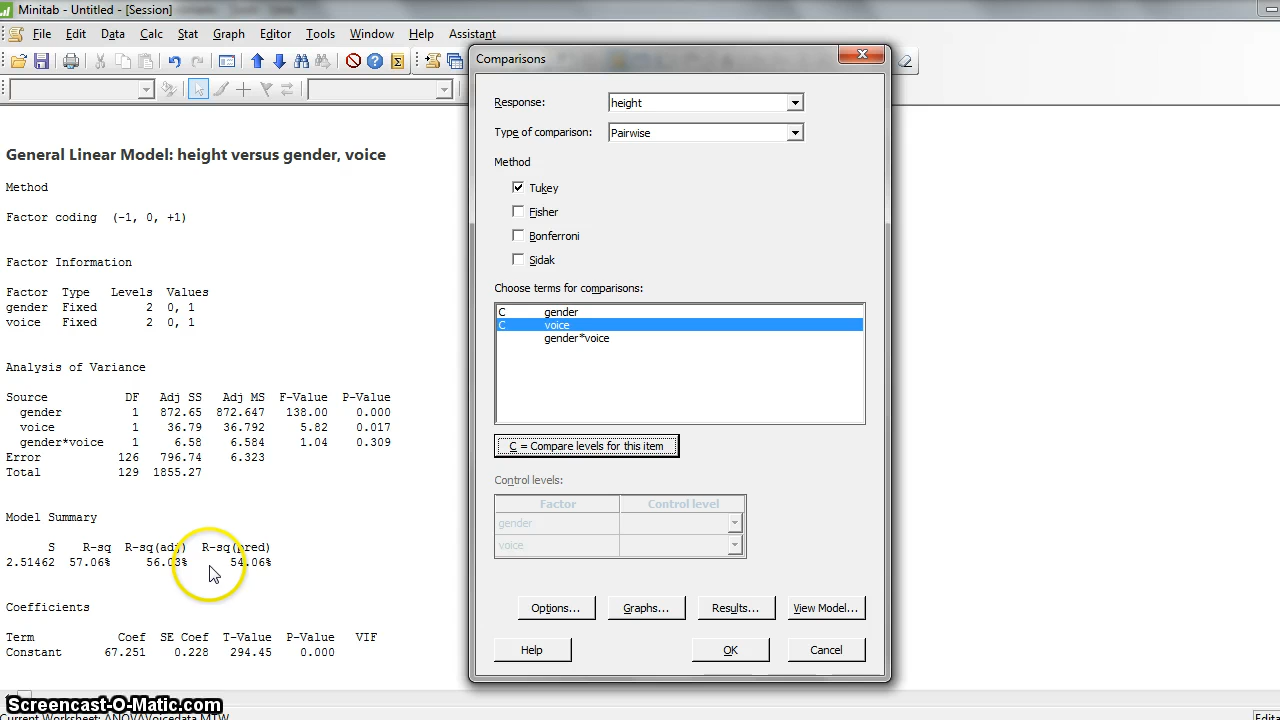 Minitab - Untitled - [Session]
File Edit Data Calc Stat Graph Editor Tools Window Help Assistant
General Linear Model: height versus gender, voice
Method
Factor coding (-1, 0, +1)
Factor Information
Factor Type Levels Values
gender Fixed 2 0, 1
voice Fixed 2 0, 1
Analysis of Variance
Source DF Adj SS Adj MS F-Value P-Value
gender 1 872.65 872.647 138.00 0.000
voice 1 36.79 36.792 5.82 0.017
gender*voice 1 6.58 6.584 1.04 0.309
Error 126 796.74 6.323
Total 129 1855.27
Model Summary
S R-sq R-sq(adj) R-sq(pred)
2.51462 57.06% 56.03% 54.06%
Coefficients
Term Coef SE Coef T-Value P-Value VIF
Constant 67.251 0.228 294.45 0.000
Comparisons
Response: height
Type of comparison: Pairwise
Method
Tukey
Fisher
Bonferroni
Sidak
Choose terms for comparisons:
C gender
C voice
gender*voice
C = Compare levels for this item
Control levels:
Factor Control level
gender
voice
Options... Graphs... Results... View Model...
Help OK Cancel
Screencast-O-Matic.com
Current Worksheet: ANOVAVoicedata.MTW
Edita